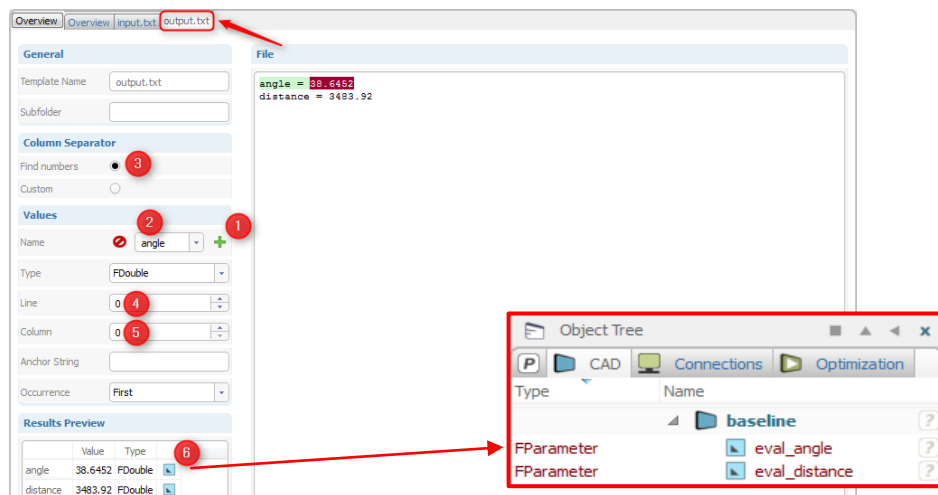 Overview Overview input.txt output.txt
General
Template Name output.txt
Subfolder
Column Separator
Find numbers 3
Custom
Values
2 1
Name angle
Type FDouble
Line 0 4
Column 0 5
Anchor String
Occurrence First
Results Preview
Value Type 6
angle 38.6452 FDouble
distance 3483.92 FDouble
File
angle = 38.6452
distance = 3483.92
Object Tree
P CAD Connections Optimization
Type Name
baseline ?
FParameter eval_angle ?
FParameter eval_distance ?